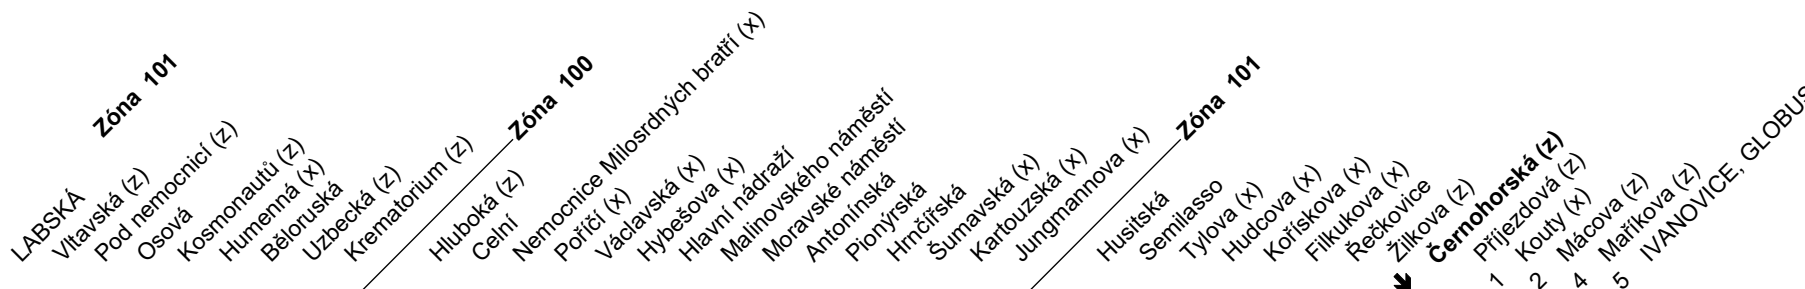 Zóna 101
LABSKÁ
Vltavská (z)
Pod nemocnicí (z)
Osová
Kosmonautů (z)
Humenná (x)
Běloruská
Uzbecká (z)
Krematorium (z)
Zóna 100
Hluboká (z)
Celní
Nemocnice Milosrdných bratří (x)
Poříčí (x)
Václavská (x)
Hybešova (x)
Hlavní nádraží
Malinovského náměstí
Moravské náměstí
Antonínská
Pionýrská
Hrnčířská
Šumavská (x)
Kartouzská (x)
Jungmannova (x)
Zóna 101
Husitská
Semilasso
Tylova (x)
Hudcova (x)
Kořískova (x)
Filkukova (x)
Řečkovice
Žilkova (z)
Černohorská (z)
Příjezdová (z)
1 Kouty (x)
2 Mácova (z)
4 Maříkova (z)
5 IVANOVICE, GLOBUS